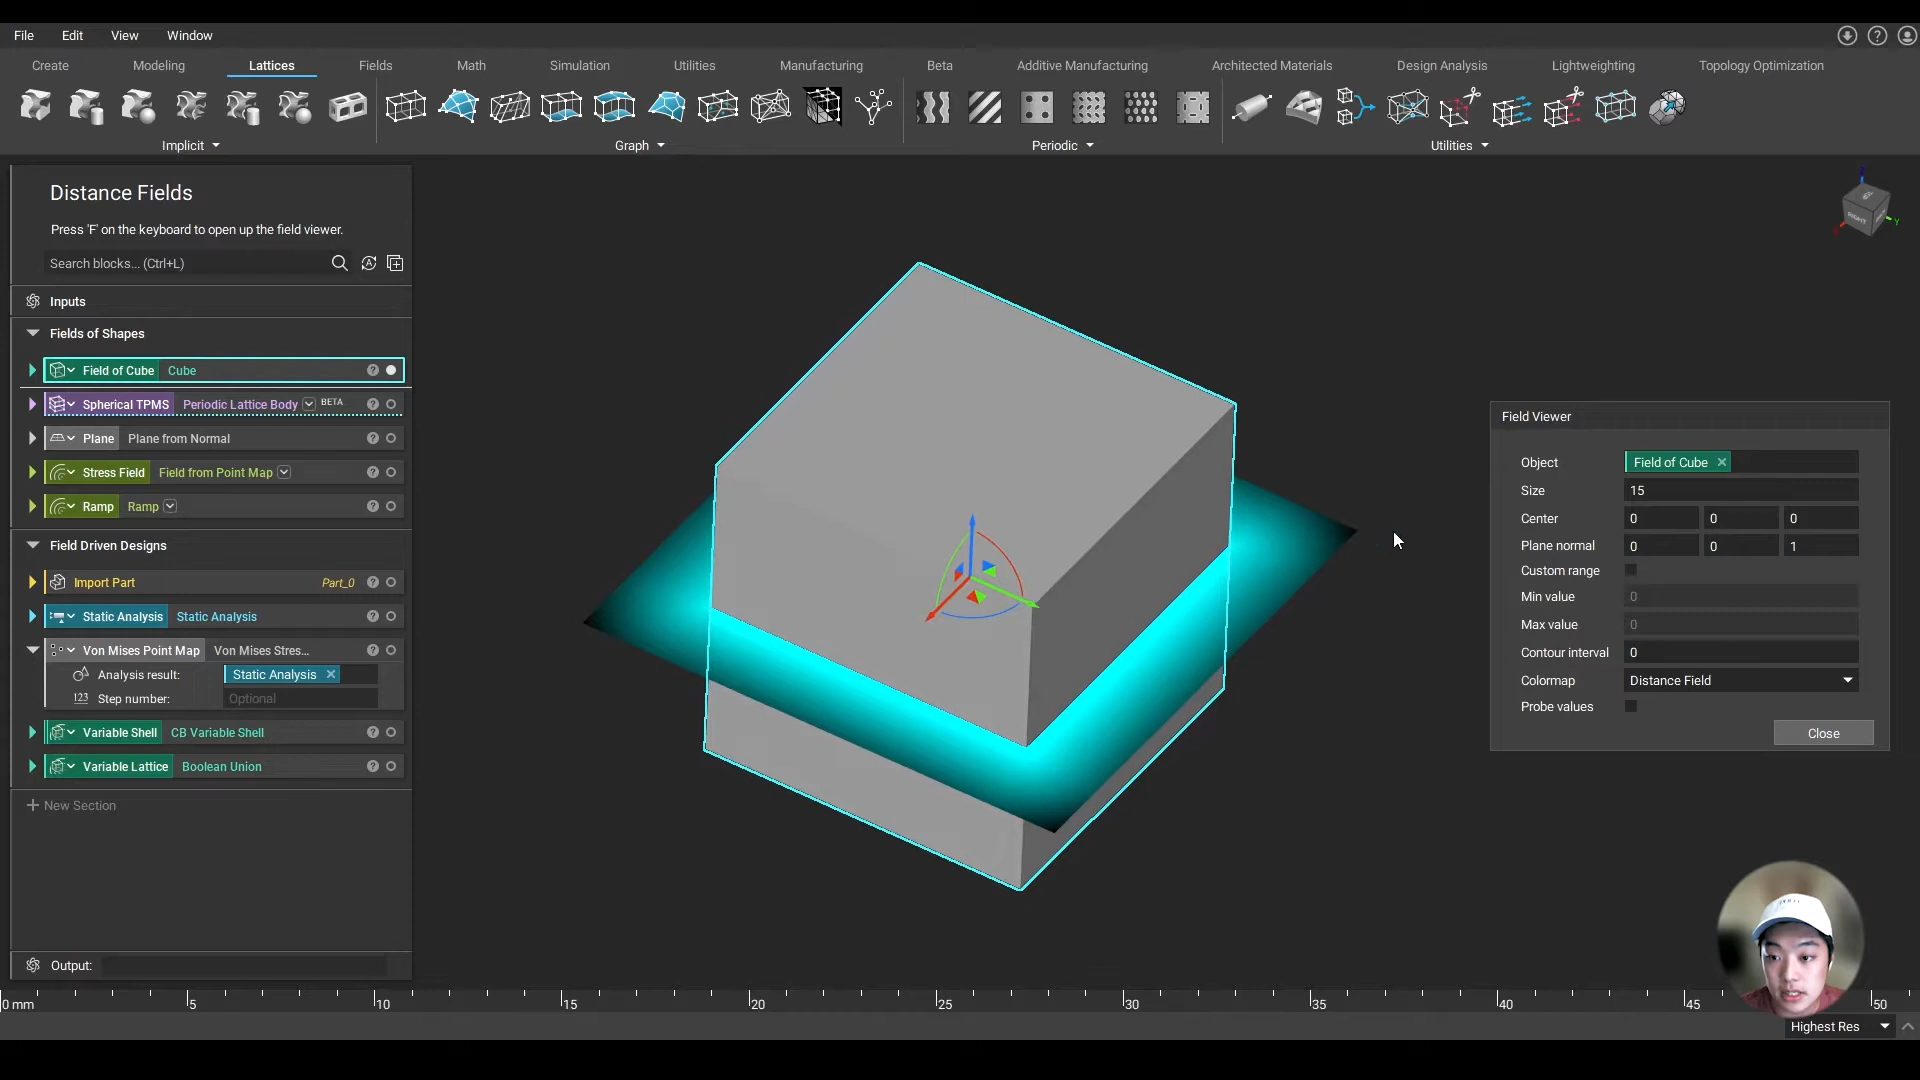 File Edit View Window
Create Modeling Lattices Fields Math Simulation Utilities Manufacturing Beta Additive Manufacturing Architected Materials Design Analysis Lightweighting Topology Optimization
Implicit Graph Periodic Utilities
Distance Fields
Press 'F' on the keyboard to open up the field viewer.
Search blocks... (Ctrl+L)
Inputs
Fields of Shapes
Field of Cube Cube
Spherical TPMS Periodic Lattice Body BETA
Plane Plane from Normal
Stress Field Field from Point Map
Ramp Ramp
Field Driven Designs
Import Part Part_0
Static Analysis Static Analysis
Von Mises Point Map Von Mises Stres...
Analysis result: Static Analysis
123 Step number: Optional
Variable Shell CB Variable Shell
Variable Lattice Boolean Union
New Section
Output:
RIGHT
Y
Field Viewer
Object Field of Cube
Size 15
Center 0 0 0
Plane normal 0 0 1
Custom range
Min value 0
Max value 0
Contour interval 0
Colormap Distance Field
Probe values
Close
0 mm 5 10 15 20 25 30 35 40 45 50
Highest Res